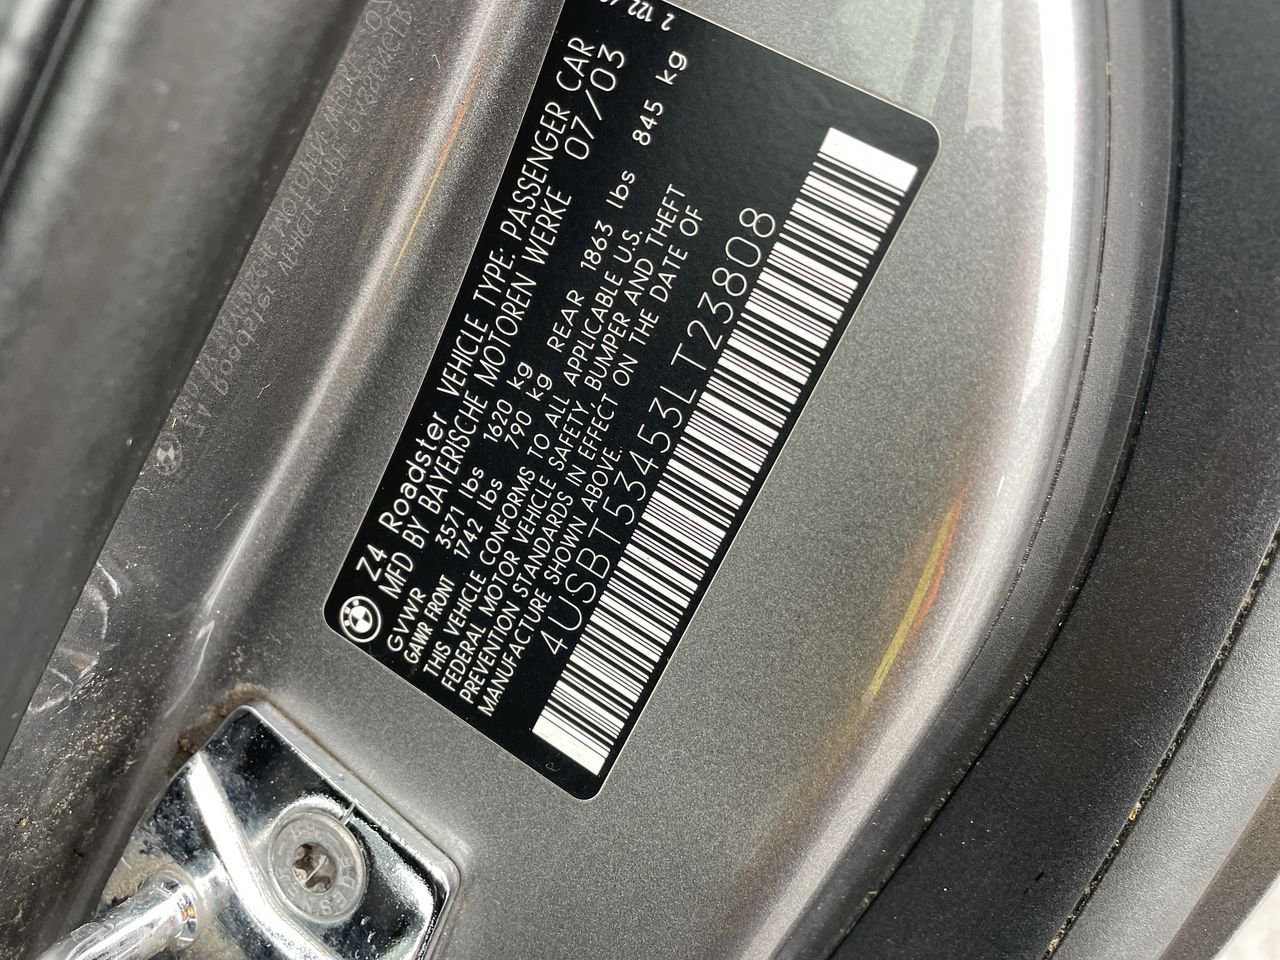 2 122
Z4 Roadster VEHICLE TYPE: PASSENGER CAR
MFD BY BAYERISCHE MOTOREN WERKE 07/03
GVWR 3571 lbs 1620 kg
GAWR FRONT 1742 lbs 790 kg REAR 1863 lbs 845 kg
THIS VEHICLE CONFORMS TO ALL APPLICABLE U.S.
FEDERAL MOTOR VEHICLE SAFETY, BUMPER AND THEFT
PREVENTION STANDARDS IN EFFECT ON THE DATE OF
MANUFACTURE SHOWN ABOVE.
4USBT53453LT23808